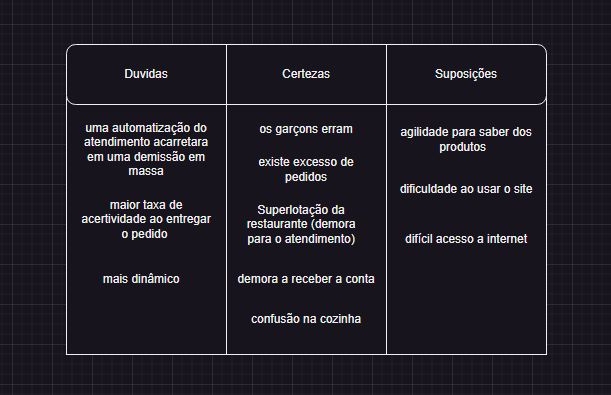 Duvidas
Certezas
Suposições
uma automatização do
atendimento acarretara
em uma demissão em
massa
maior taxa de
acertividade ao entregar
o pedido
mais dinâmico
os garçons erram
existe excesso de
pedidos
Superlotação da
restaurante (demora
para o atendimento)
demora a receber a conta
confusão na cozinha
agilidade para saber dos
produtos
dificuldade ao usar o site
difícil acesso a internet